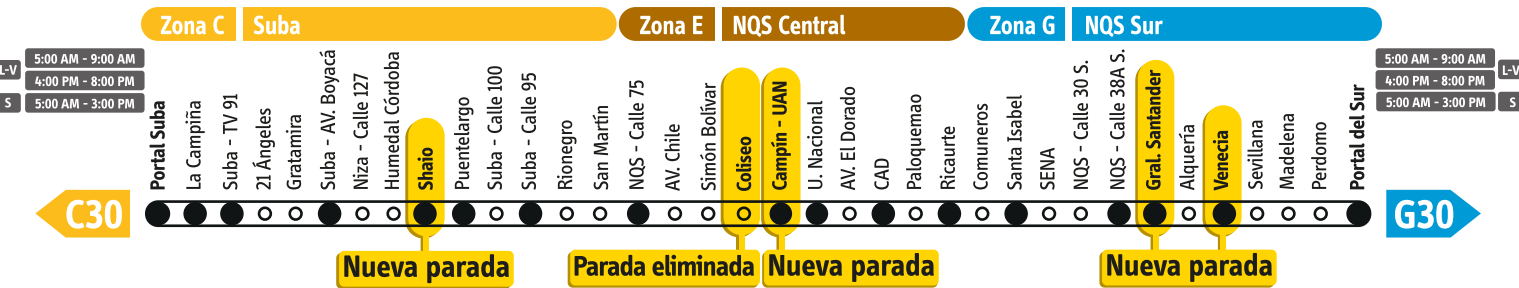 Zona C Suba
Zona E NQS Central
Zona G NQS Sur
L-V
5:00 AM - 9:00 AM
4:00 PM - 8:00 PM
S
5:00 AM - 3:00 PM
Portal Suba
La Campiña
Suba - TV 91
21 Ángeles
Gratamira
Suba - AV. Boyacá
Niza - Calle 127
Humedal Córdoba
Shaio
Puentelargo
Suba - Calle 100
Suba - Calle 95
Rionegro
San Martín
NQS - Calle 75
AV. Chile
Simón Bolívar
Coliseo
Campín - UAN
U. Nacional
AV. El Dorado
CAD
Paloquemao
Ricaurte
Comuneros
Santa Isabel
SENA
NQS - Calle 30 S.
NQS - Calle 38A S.
Gral. Santander
Alquería
Venecia
Sevillana
Madelena
Perdomo
Portal del Sur
5:00 AM - 9:00 AM
L-V
4:00 PM - 8:00 PM
5:00 AM - 3:00 PM
S
C30
G30
Nueva parada
Parada eliminada
Nueva parada
Nueva parada